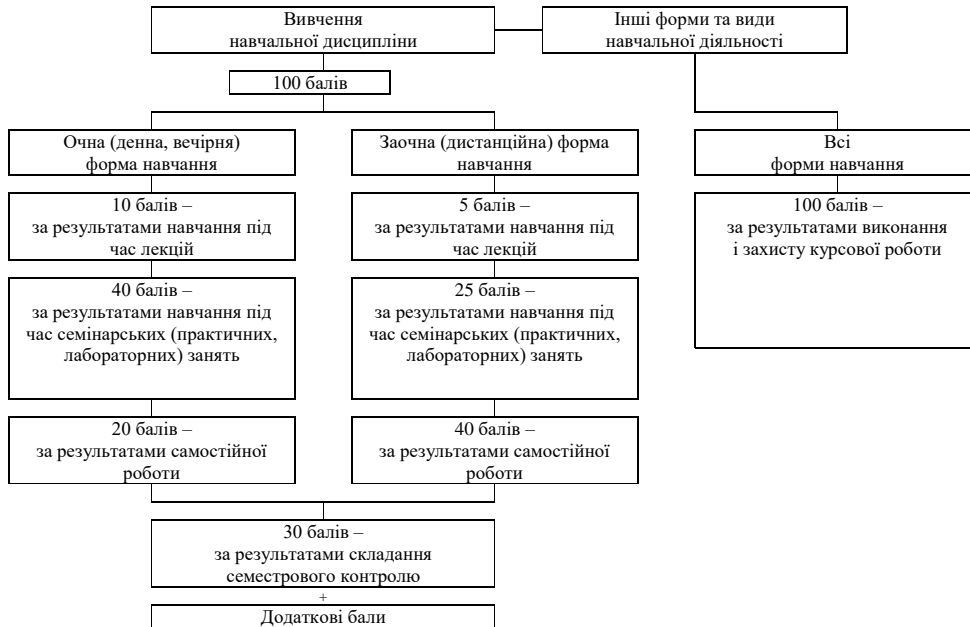 Вивчення
навчальної дисципліни
Інші форми та види
навчальної діяльності
100 балів
Очна (денна, вечірня)
форма навчання
Заочна (дистанційна) форма
навчання
Всі
форми навчання
10 балів –
за результатами навчання під
час лекцій
5 балів –
за результатами навчання під
час лекцій
100 балів –
за результатами виконання
і захисту курсової роботи
40 балів –
за результатами навчання під
час семінарських (практичних,
лабораторних) занять
25 балів –
за результатами навчання під
час семінарських (практичних,
лабораторних) занять
20 балів –
за результатами самостійної
роботи
40 балів –
за результатами самостійної
роботи
30 балів –
за результатами складання
семестрового контролю
+
Додаткові бали